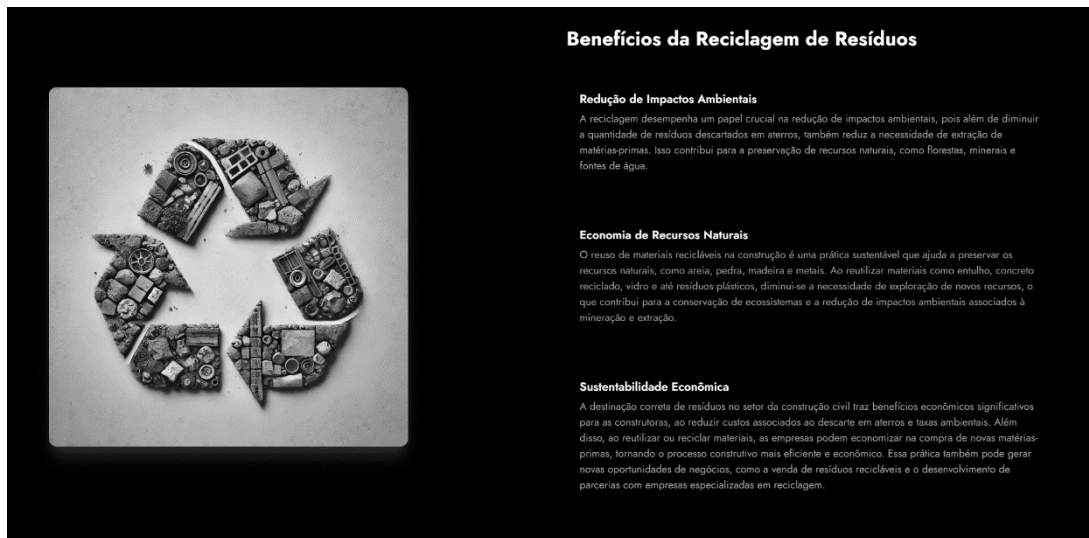 Benefícios da Reciclagem de Resíduos
Redução de Impactos Ambientais
A reciclagem desempenha um papel crucial na redução de impactos ambientais, pois além de diminuir
a quantidade de resíduos descartados em aterros, também reduz a necessidade de extração de
matérias-primas. Isso contribui para a preservação de recursos naturais, como florestas, minerais e
fontes de água.
Economia de Recursos Naturais
O reuso de materiais recicláveis na construção é uma prática sustentável que ajuda a preservar os
recursos naturais, como areia, pedra, madeira e metais. Ao reutilizar materiais como entulho, concreto
reciclado, vidro e até resíduos plásticos, diminui-se a necessidade de exploração de novos recursos, o
que contribui para a conservação de ecossistemas e a redução de impactos ambientais associados à
mineração e extração.
Sustentabilidade Econômica
A destinação correta de resíduos no setor da construção civil traz benefícios econômicos significativos
para as construtoras, ao reduzir custos associados ao descarte em aterros e taxas ambientais. Além
disso, ao reutilizar ou reciclar materiais, as empresas podem economizar na compra de novas matérias-
primas, tornando o processo construtivo mais eficiente e econômico. Essa prática também pode gerar
novas oportunidades de negócios, como a venda de resíduos recicláveis e o desenvolvimento de
parcerias com empresas especializadas em reciclagem.